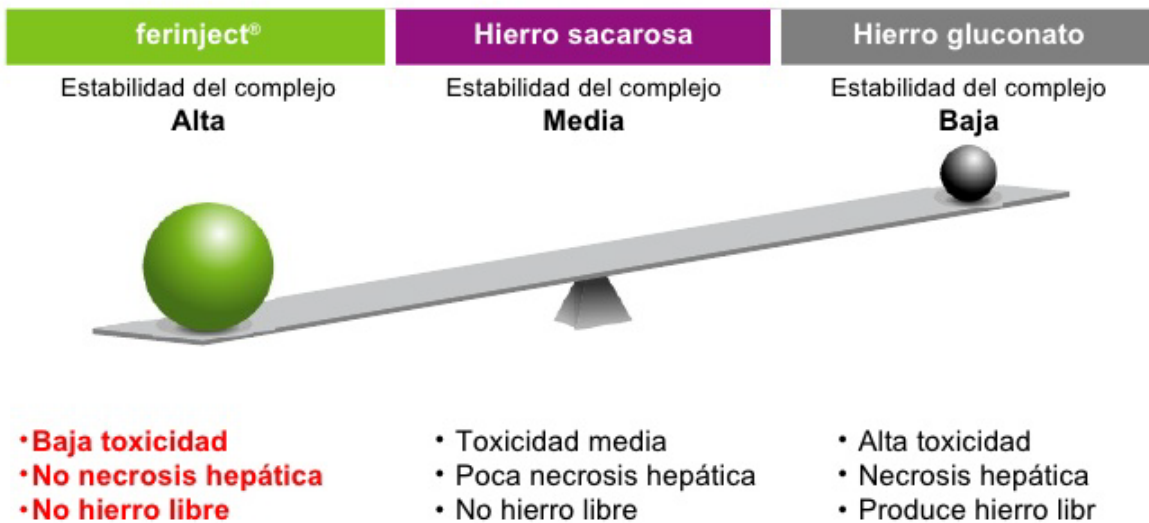 ferinject®
Hierro sacarosa
Hierro gluconato
Estabilidad del complejo
Alta
Estabilidad del complejo
Media
Estabilidad del complejo
Baja
•Baja toxicidad
•No necrosis hepática
•No hierro libre
• Toxicidad media
• Poca necrosis hepática
• No hierro libre
• Alta toxicidad
• Necrosis hepática
• Produce hierro libr